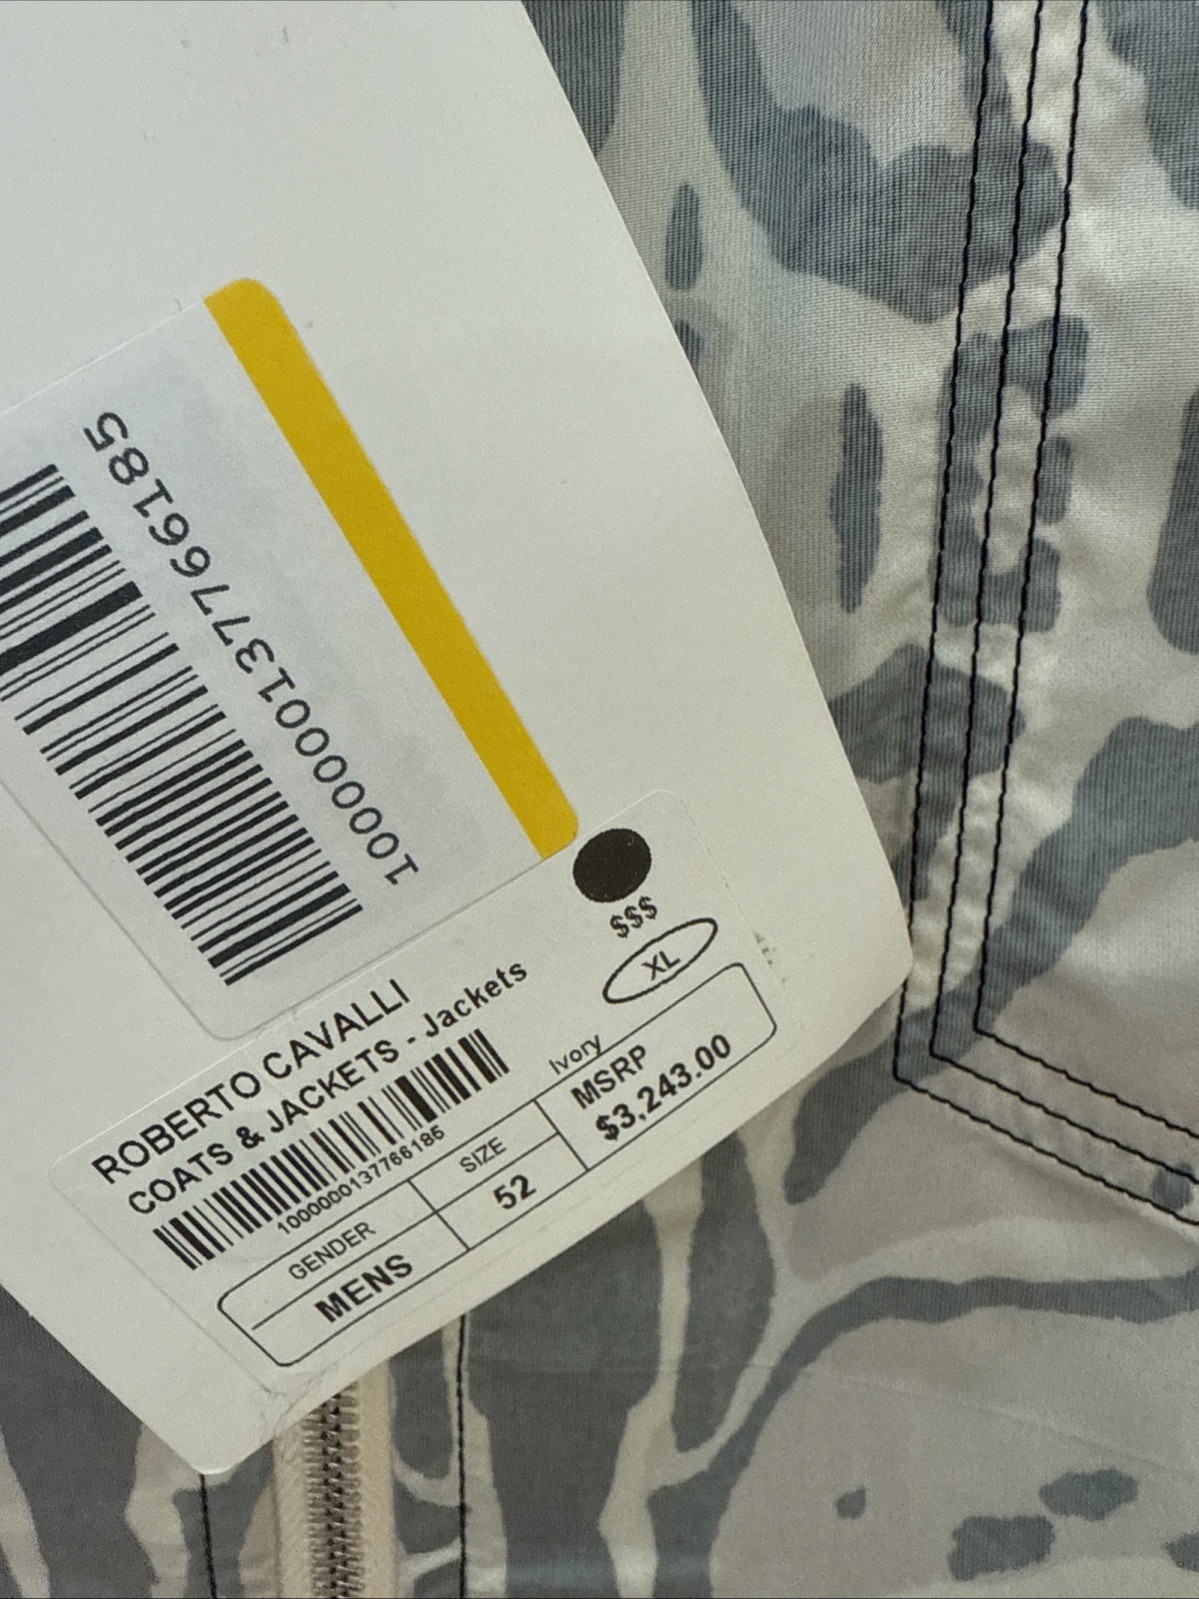 1000000137766185
$$$
XL
ROBERTO CAVALLI
COATS & JACKETS - Jackets
1000000137766185
Ivory
GENDER
SIZE
MSRP
MENS
52
$3,243.00